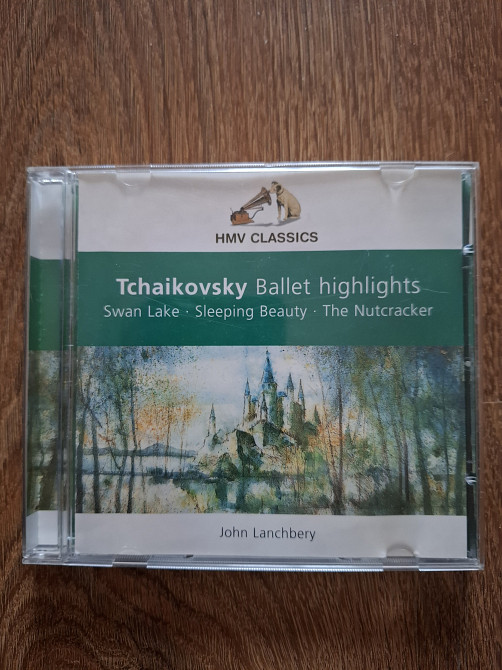 HMV CLASSICS
Tchaikovsky Ballet highlights
Swan Lake · Sleeping Beauty · The Nutcracker
John Lanchbery